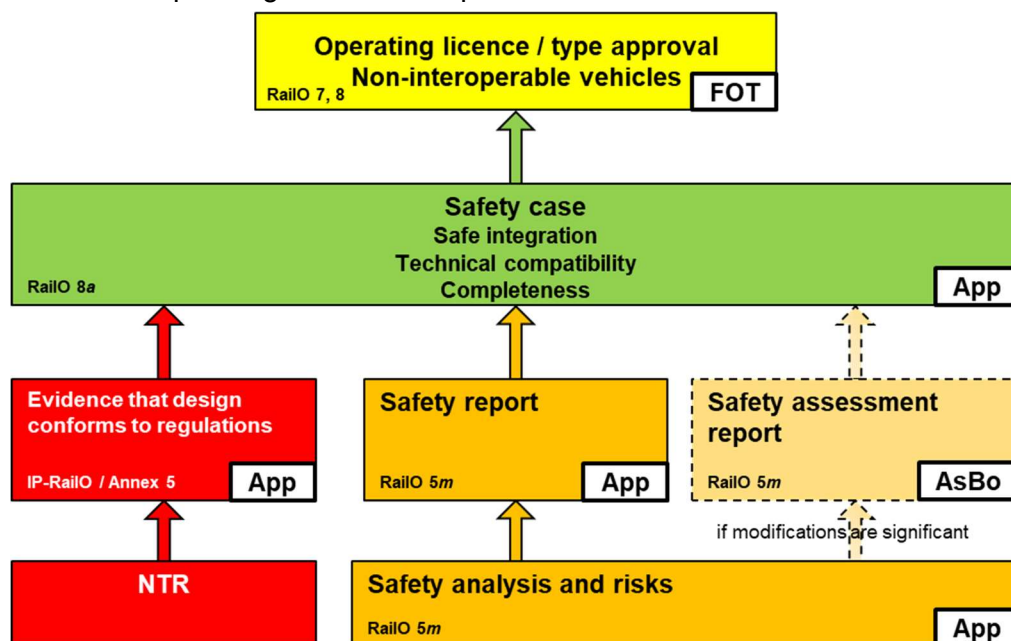 Operating licence / type approval
Non-interoperable vehicles
RailO 7, 8
FOT
Safety case
Safe integration
Technical compatibility
Completeness
RailO 8a
App
Evidence that design
conforms to regulations
IP-RailO / Annex 5
App
Safety report
RailO 5m
App
Safety assessment
report
RailO 5m
AsBo
if modifications are significant
NTR
Safety analysis and risks
RailO 5m
App